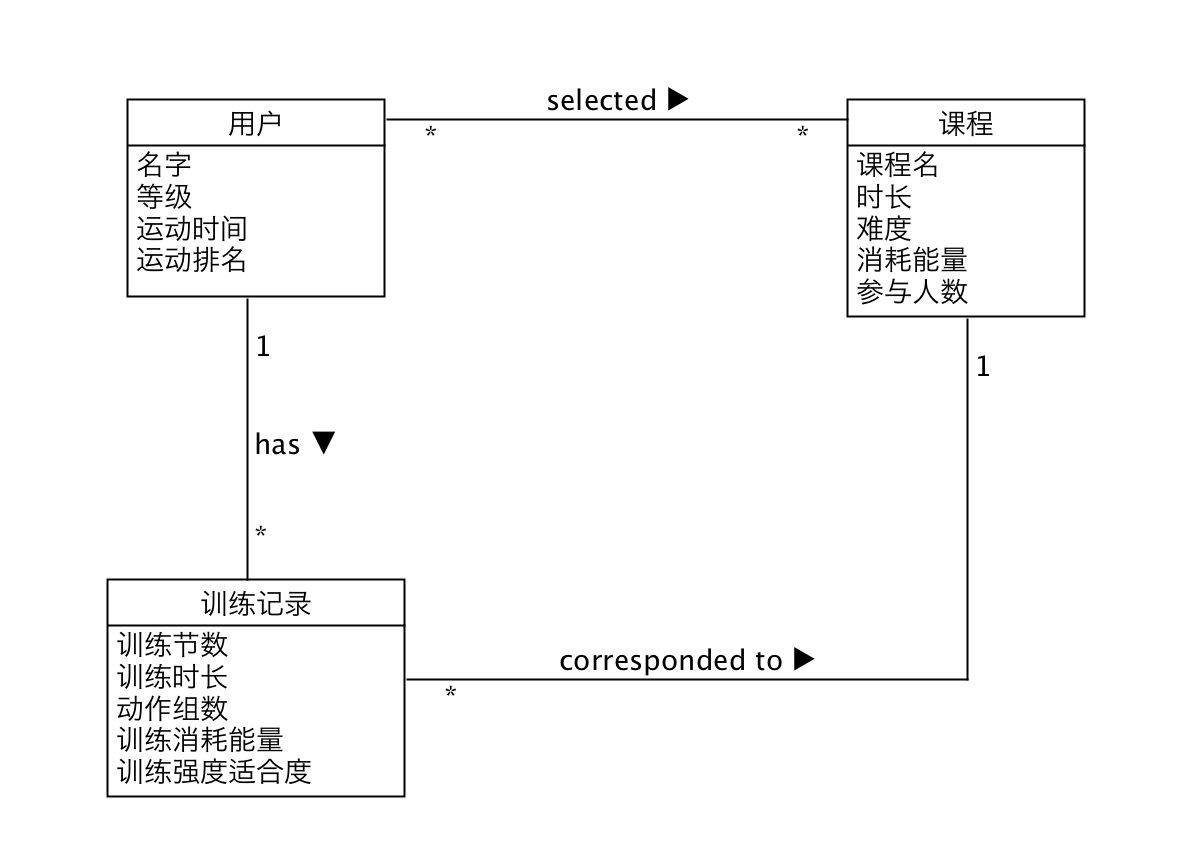 selected ▶
用户
*
*
课程
名字
等级
运动时间
运动排名
课程名
时长
难度
消耗能量
参与人数
1
1
has ▼
*
训练记录
训练节数
训练时长
动作组数
训练消耗能量
训练强度适合度
corresponded to ▶
*